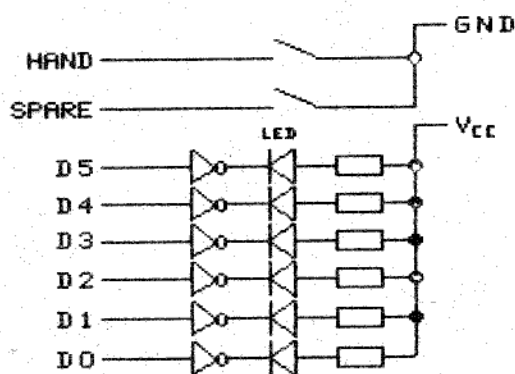 GND
HAND
SPARE
LED
VCC
D5
D4
D3
D2
D1
D0